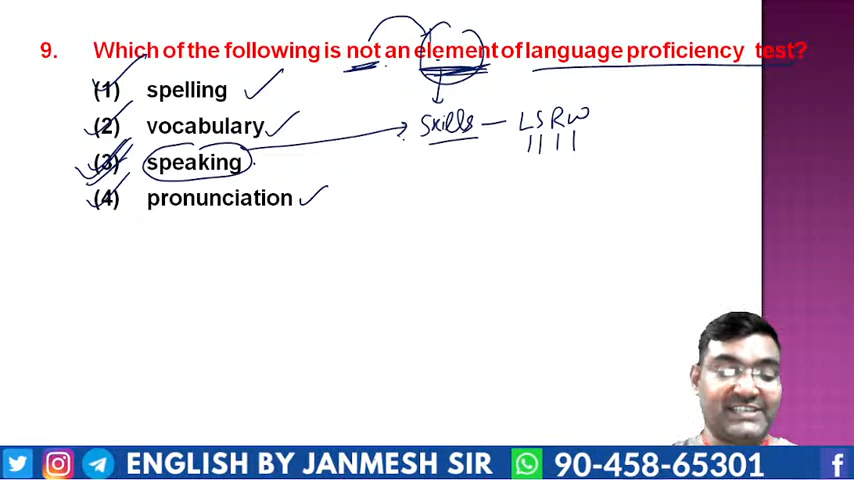 9. Which of the following is not an element of language proficiency test?
(1) spelling
Skills – LSRW
(2) vocabulary
(3) speaking
(4) pronunciation
ENGLISH BY JANMESH SIR 90-458-65301